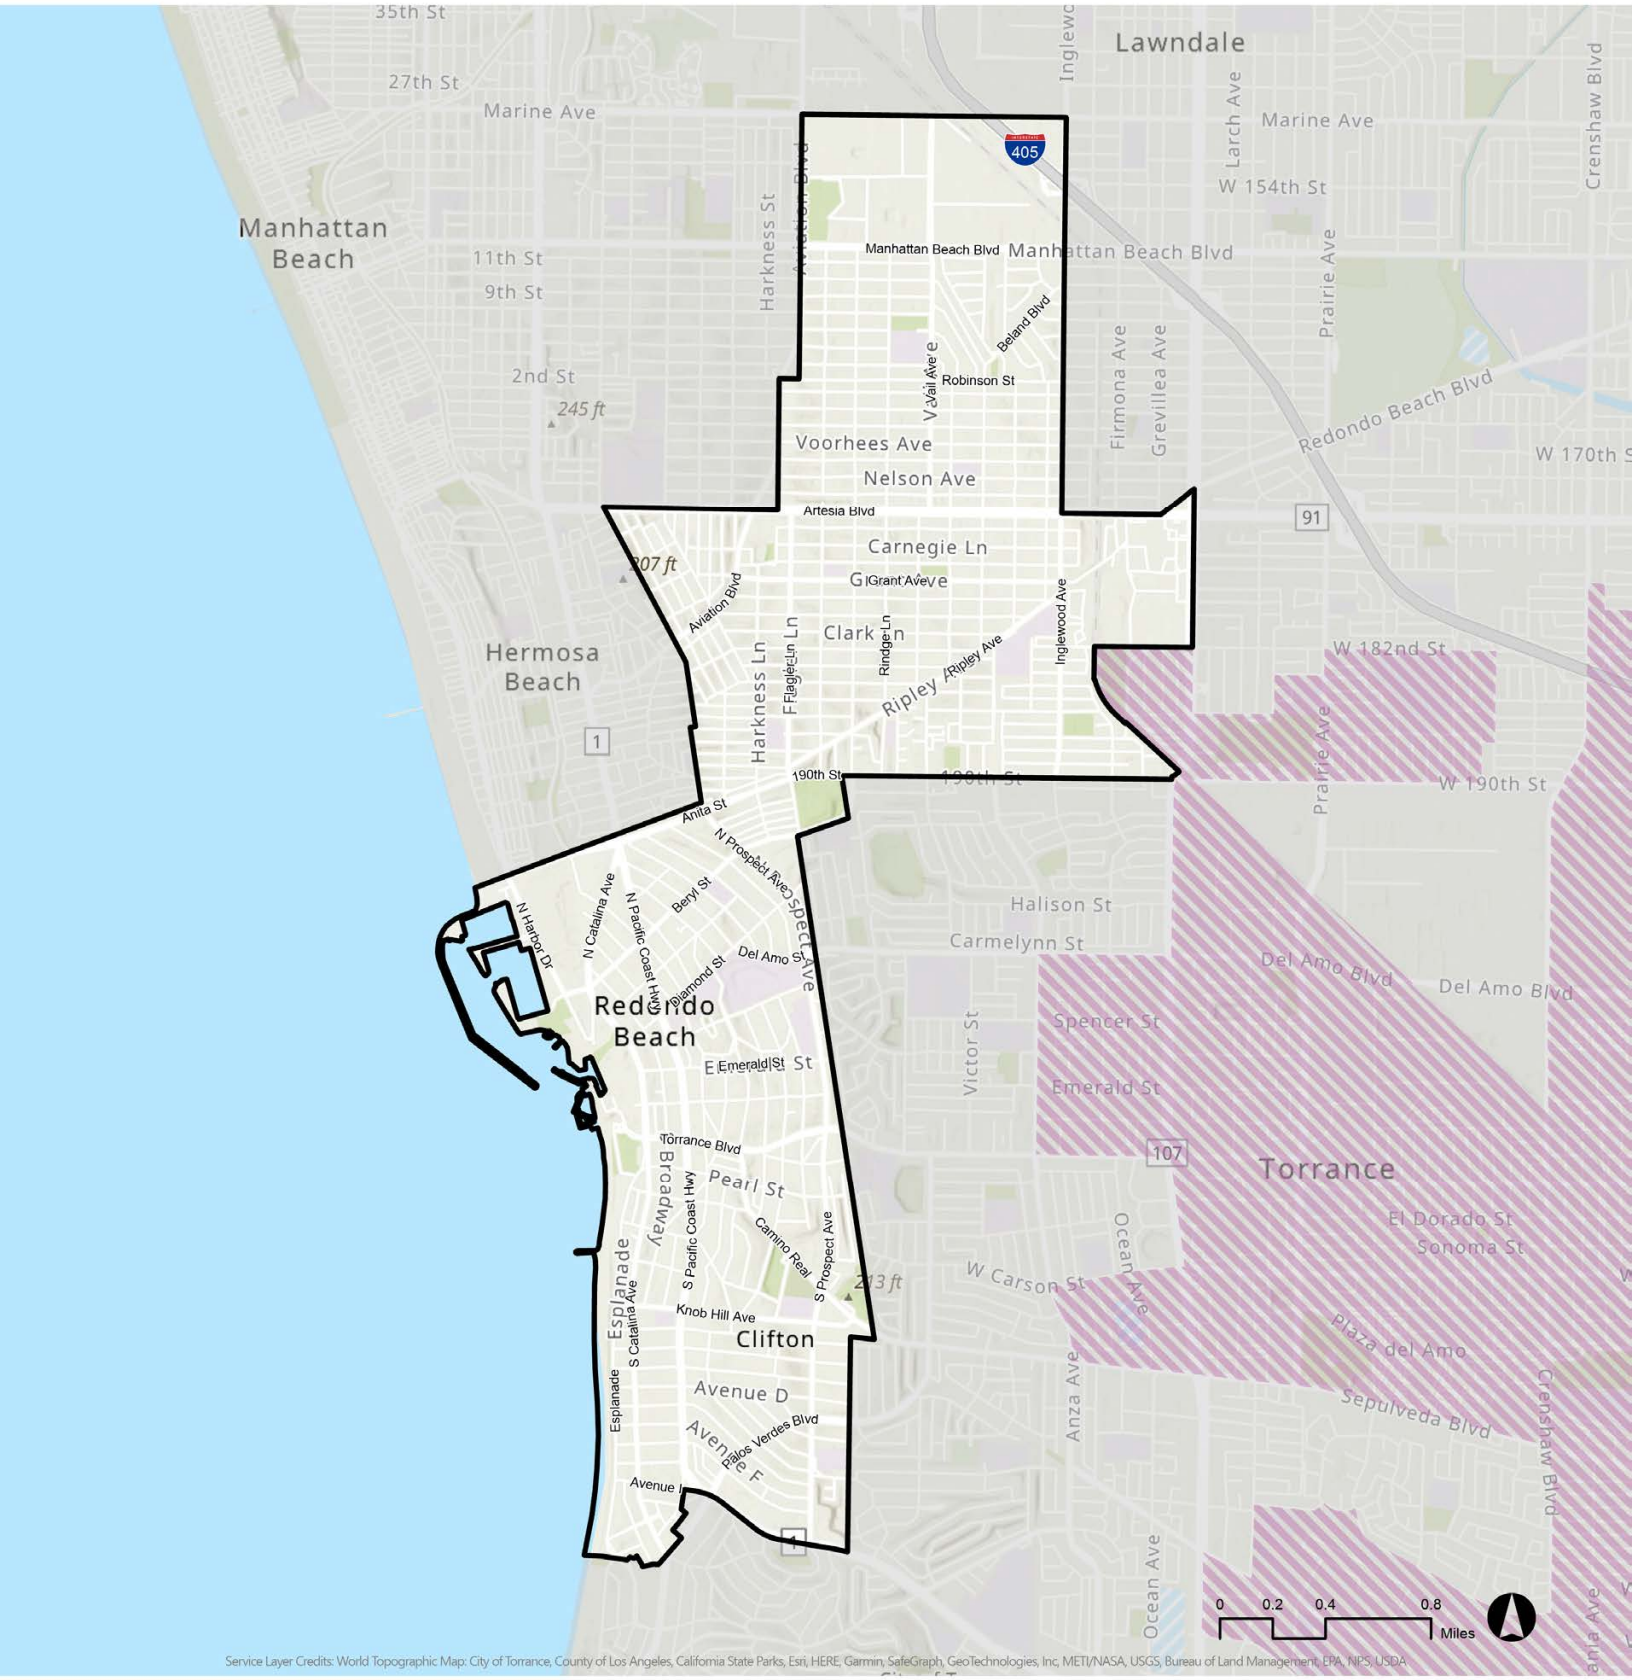 35th St
Lawndale
27th St
Marine Ave
Larch Ave
Marine Ave
Crenshaw Blvd
INTERSTATE
405
W 154th St
Harkness St
Aviation Blvd
Manhattan
Beach
Manhattan Beach Blvd
Manhattan Beach Blvd
11th St
9th St
Prairie Ave
Beland Blvd
2nd St
Vail Ave
Robinson St
Firmona Ave
Grevillea Ave
Redondo Beach Blvd
245 ft
Voorhees Ave
W 170th S
Nelson Ave
Artesia Blvd
91
Carnegie Ln
307 ft
Grant Ave
Aviation Blvd
Inglewood Ave
Clark Ln
Rindge Ln
Hermosa
Beach
Harkness Ln
Flagler Ln
Ripley Ave
Ripley A
W 182nd St
1
Prairie Ave
190th St
190th St
W 190th St
Anita St
N Prospect Ave
Prospect Ave
N Catalina Ave
N Pacific Coast Hwy
Beryl St
N Harbor Dr
Halison St
Carmelynn St
Del Amo St
Del Amo Blvd
Del Amo Blvd
Diamond St
Redondo
Beach
Victor St
Spencer St
Emerald St
Emerald St
Emerald St
Torrance Blvd
107
Torrance
Broadway
Pearl St
S Pacific Coast Hwy
Camino Real
S Prospect Ave
Ocean Ave
El Dorado St
Sonoma St
Esplanade
W Carson St
213 ft
S Catalina Ave
Knob Hill Ave
Clifton
Plaza del Amo
Esplanade
Avenue D
Anza Ave
Sepulveda Blvd
Crenshaw Blvd
Avenue F
Palos Verdes Blvd
Avenue I
1
Ocean Ave
0 0.2 0.4 0.8
Miles
Service Layer Credits: World Topographic Map: City of Torrance, County of Los Angeles, California State Parks, Esri, HERE, Garmin, SafeGraph, GeoTechnologies, Inc, METI/NASA, USGS, Bureau of Land Management, EPA, NPS, USDA